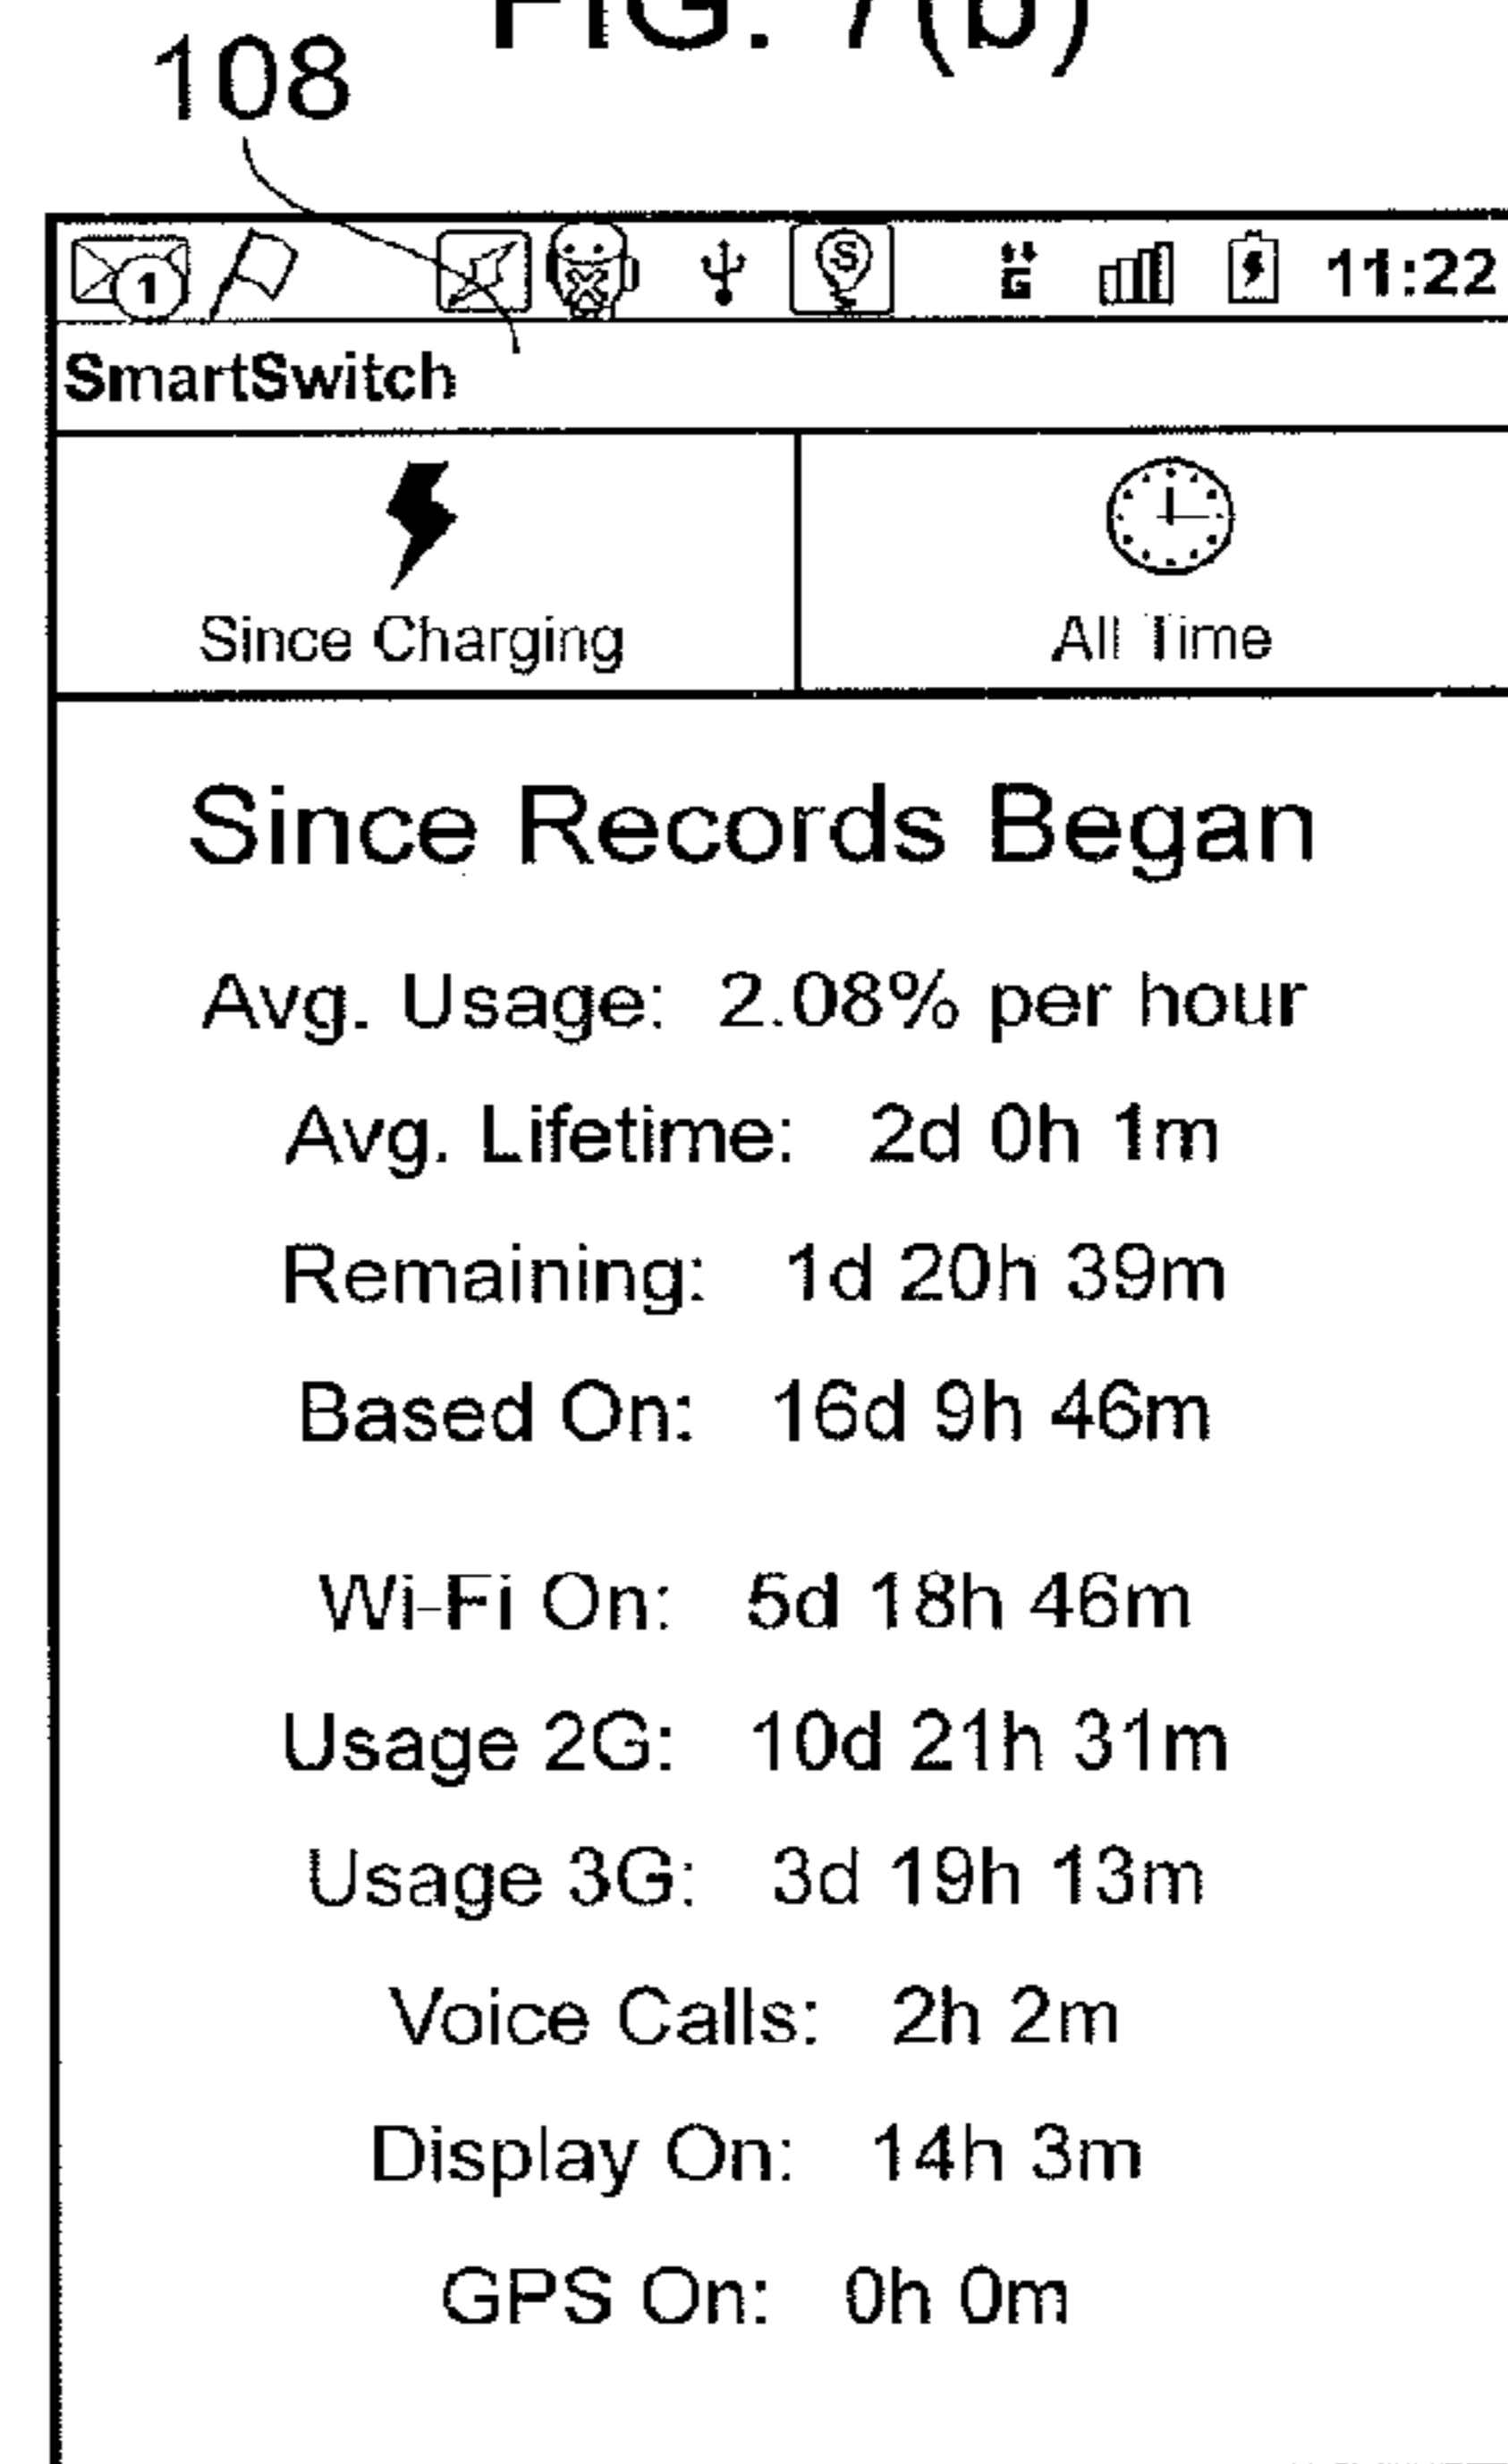 FIG. 7(b)
108
1 S G 11:22
SmartSwitch
Since Charging All Time
Since Records Began
Avg. Usage: 2.08% per hour
Avg. Lifetime: 2d 0h 1m
Remaining: 1d 20h 39m
Based On: 16d 9h 46m
Wi-Fi On: 5d 18h 46m
Usage 2G: 10d 21h 31m
Usage 3G: 3d 19h 13m
Voice Calls: 2h 2m
Display On: 14h 3m
GPS On: 0h 0m